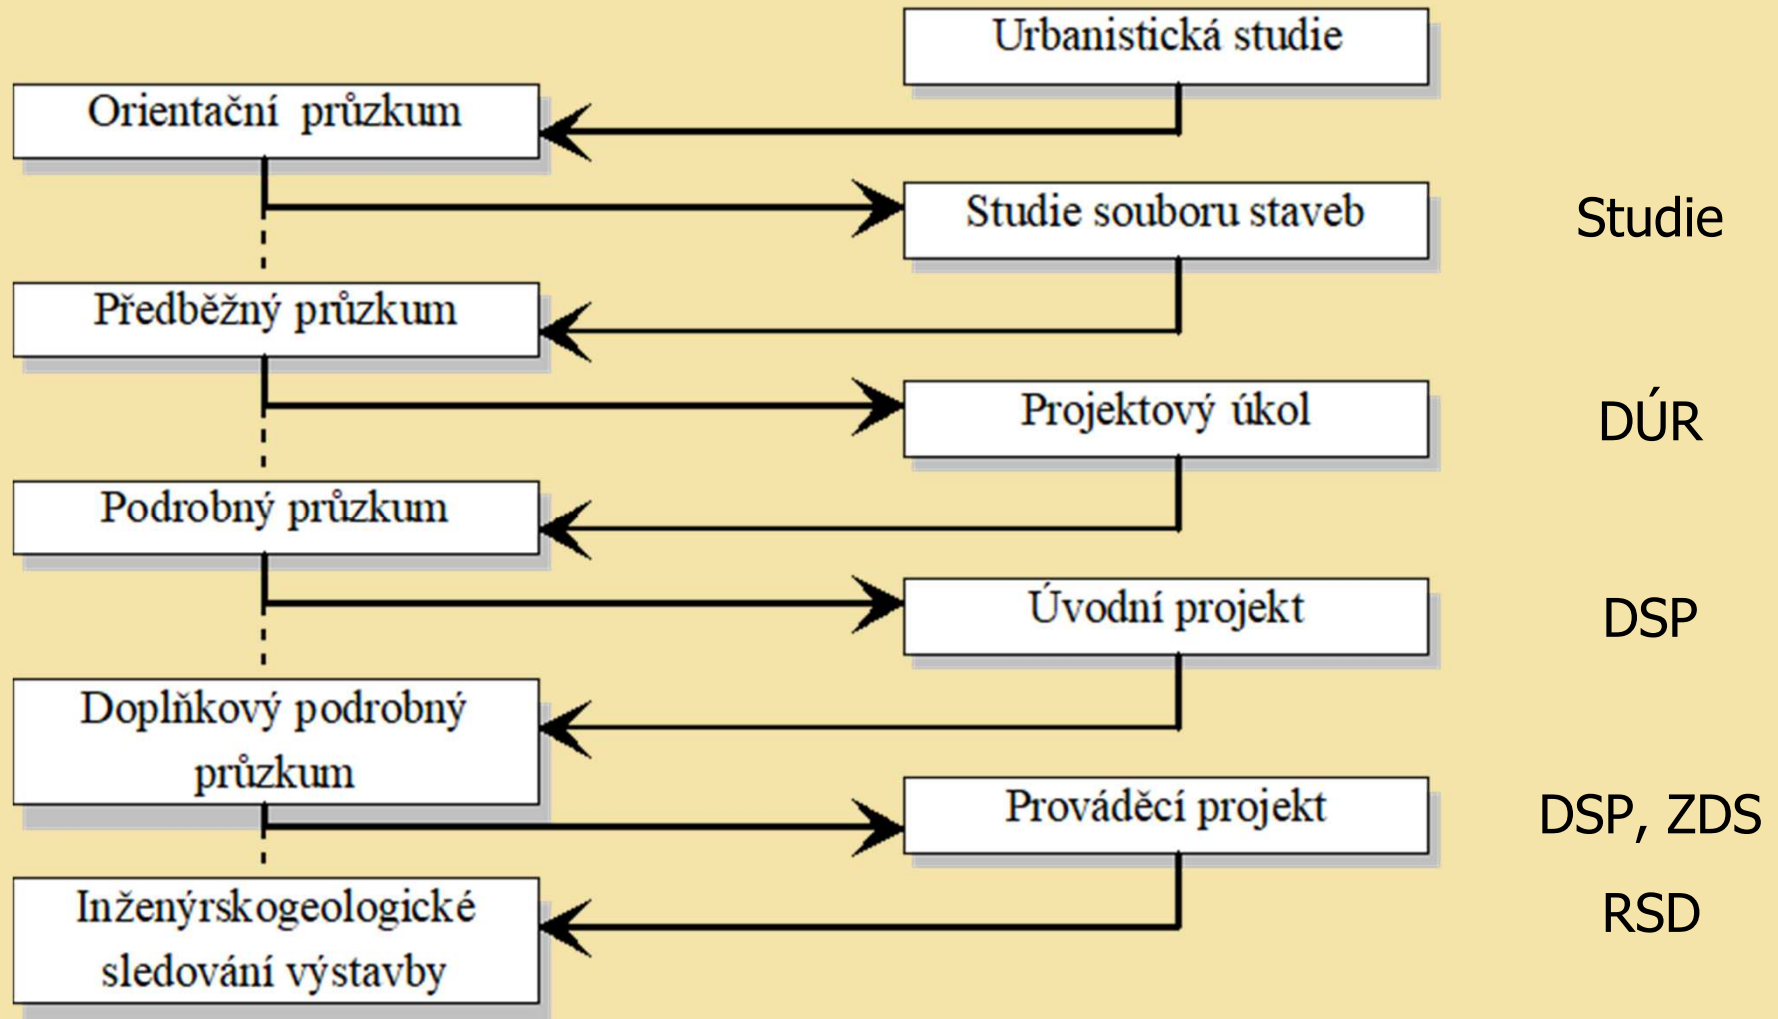 Urbanistická studie
Orientační průzkum
Studie souboru staveb
Studie
Předběžný průzkum
Projektový úkol
DÚR
Podrobný průzkum
Úvodní projekt
DSP
Doplňkový podrobný
průzkum
Prováděcí projekt
DSP, ZDS
Inženýrskogeologické
sledování výstavby
RSD